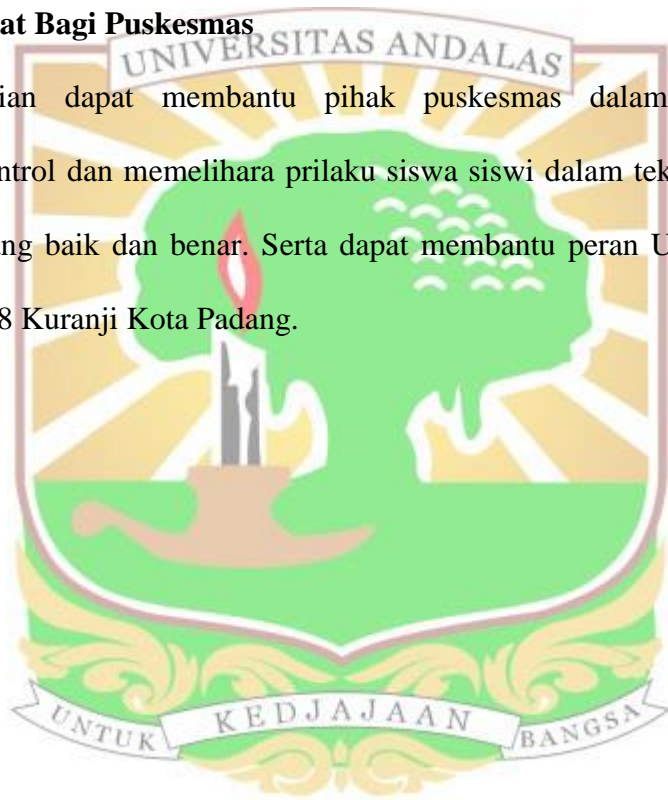 at Bagi Puskesmas
UNIVERSITAS ANDALAS
ian dapat membantu pihak puskesmas dalam
ntrol dan memelihara prilaku siswa siswi dalam tek
ng baik dan benar. Serta dapat membantu peran U
8 Kuranji Kota Padang.
UNTUK KEDJAJAAN BANGSA